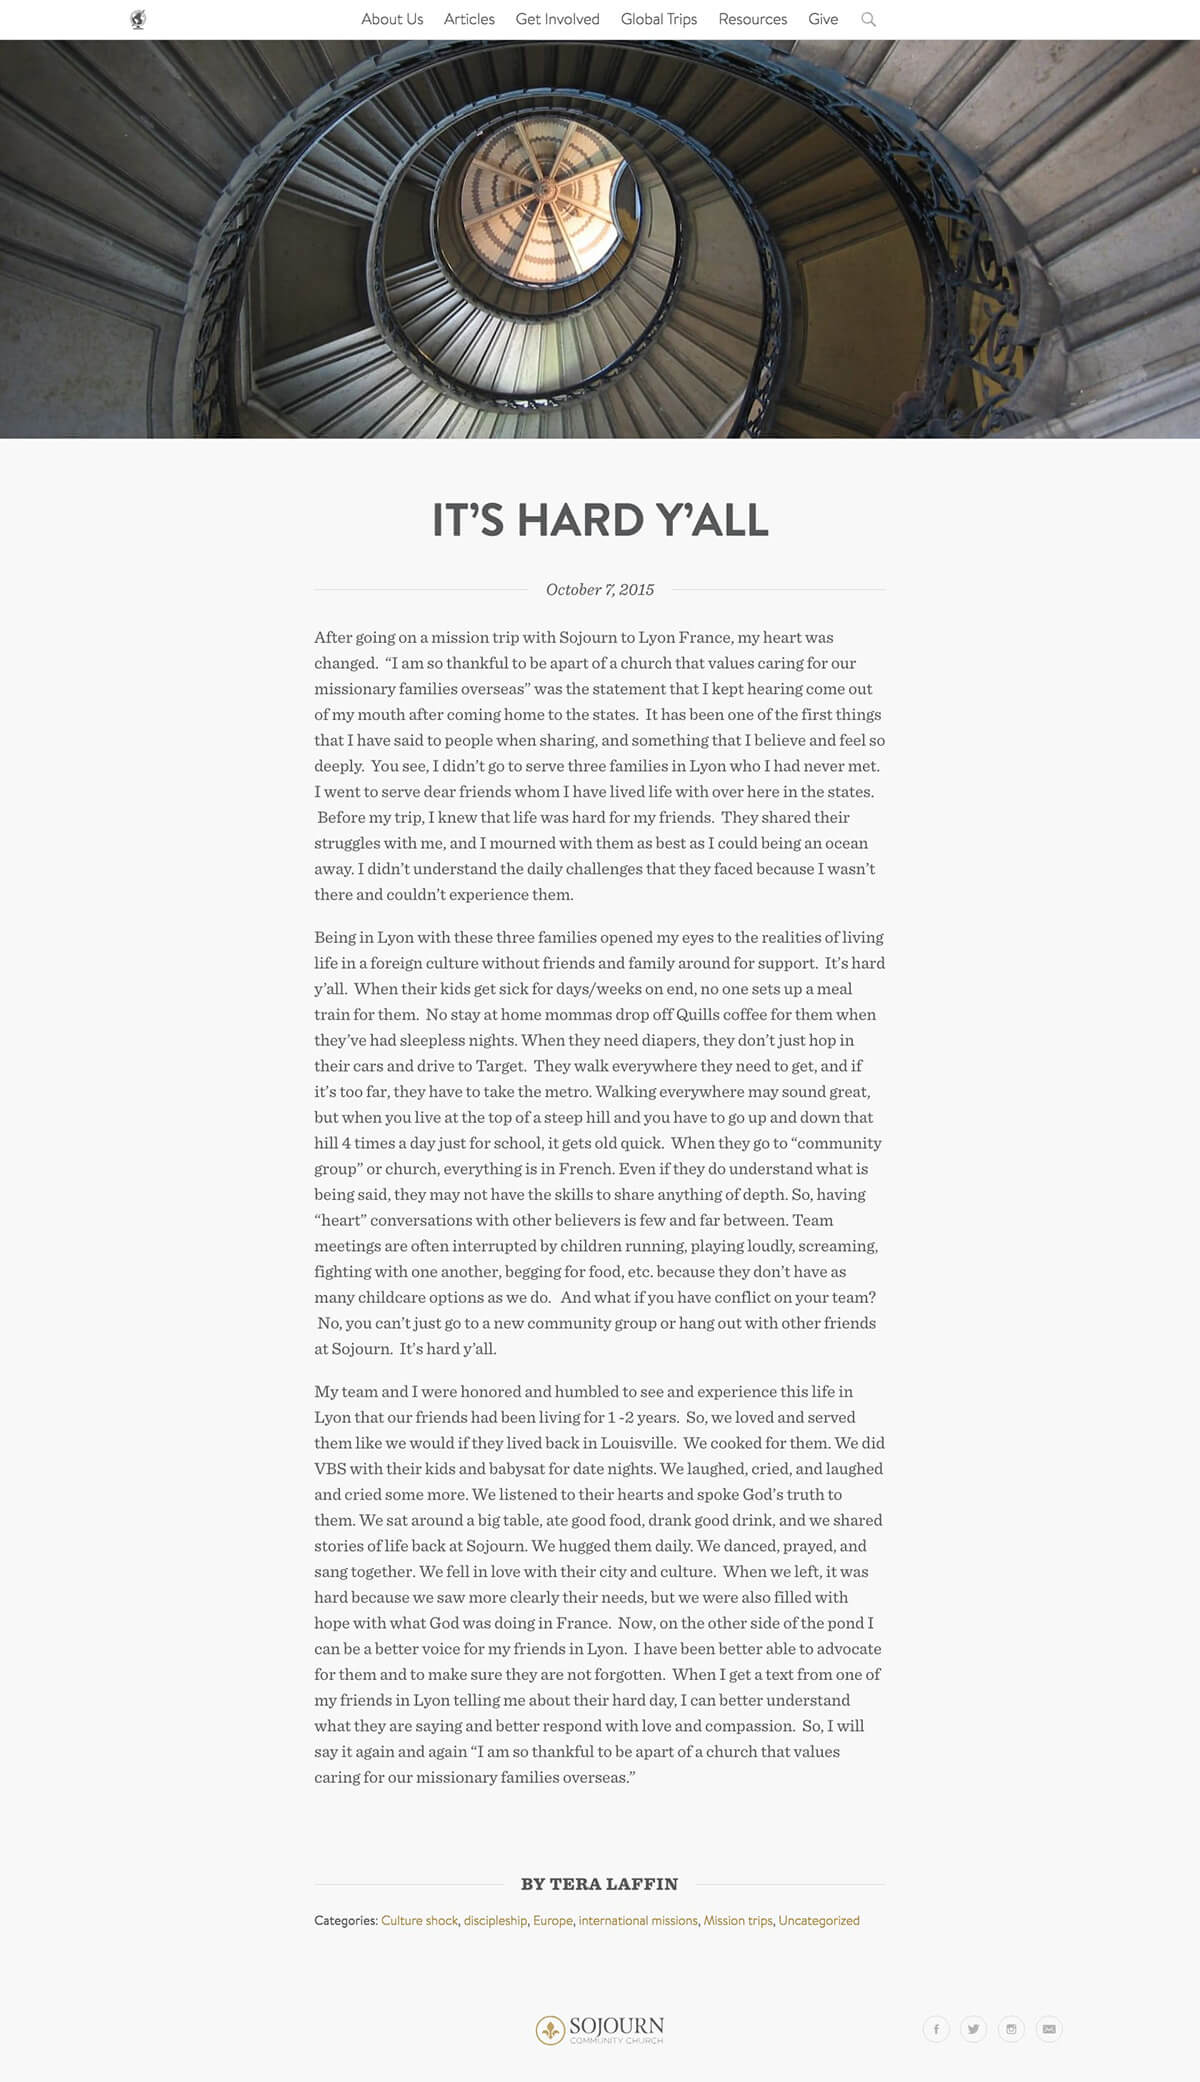 About Us Articles Get Involved Global Trips Resources Give
IT’S HARD Y’ALL
October 7, 2015
After going on a mission trip with Sojourn to Lyon France, my heart was
changed.  “I am so thankful to be apart of a church that values caring for our
missionary families overseas” was the statement that I kept hearing come out
of my mouth after coming home to the states.  It has been one of the first things
that I have said to people when sharing, and something that I believe and feel so
deeply.  You see, I didn’t go to serve three families in Lyon who I had never met.
I went to serve dear friends whom I have lived life with over here in the states.
Before my trip, I knew that life was hard for my friends.  They shared their
struggles with me, and I mourned with them as best as I could being an ocean
away. I didn’t understand the daily challenges that they faced because I wasn’t
there and couldn’t experience them.
Being in Lyon with these three families opened my eyes to the realities of living
life in a foreign culture without friends and family around for support.  It’s hard
y’all.  When their kids get sick for days/weeks on end, no one sets up a meal
train for them.  No stay at home mommas drop off Quills coffee for them when
they’ve had sleepless nights. When they need diapers, they don’t just hop in
their cars and drive to Target.  They walk everywhere they need to get, and if
it’s too far, they have to take the metro. Walking everywhere may sound great,
but when you live at the top of a steep hill and you have to go up and down that
hill 4 times a day just for school, it gets old quick.  When they go to “community
group” or church, everything is in French. Even if they do understand what is
being said, they may not have the skills to share anything of depth. So, having
“heart” conversations with other believers is few and far between. Team
meetings are often interrupted by children running, playing loudly, screaming,
fighting with one another, begging for food, etc. because they don’t have as
many childcare options as we do.   And what if you have conflict on your team?
No, you can’t just go to a new community group or hang out with other friends
at Sojourn.  It’s hard y’all.
My team and I were honored and humbled to see and experience this life in
Lyon that our friends had been living for 1 -2 years.  So, we loved and served
them like we would if they lived back in Louisville.  We cooked for them. We did
VBS with their kids and babysat for date nights. We laughed, cried, and laughed
and cried some more. We listened to their hearts and spoke God’s truth to
them. We sat around a big table, ate good food, drank good drink, and we shared
stories of life back at Sojourn. We hugged them daily. We danced, prayed, and
sang together. We fell in love with their city and culture.  When we left, it was
hard because we saw more clearly their needs, but we were also filled with
hope with what God was doing in France.  Now, on the other side of the pond I
can be a better voice for my friends in Lyon.  I have been better able to advocate
for them and to make sure they are not forgotten.  When I get a text from one of
my friends in Lyon telling me about their hard day, I can better understand
what they are saying and better respond with love and compassion.  So, I will
say it again and again “I am so thankful to be apart of a church that values
caring for our missionary families overseas.”
BY TERA LAFFIN
Categories: Culture shock, discipleship, Europe, international missions, Mission trips, Uncategorized
SOJOURN
COMMUNITY CHURCH